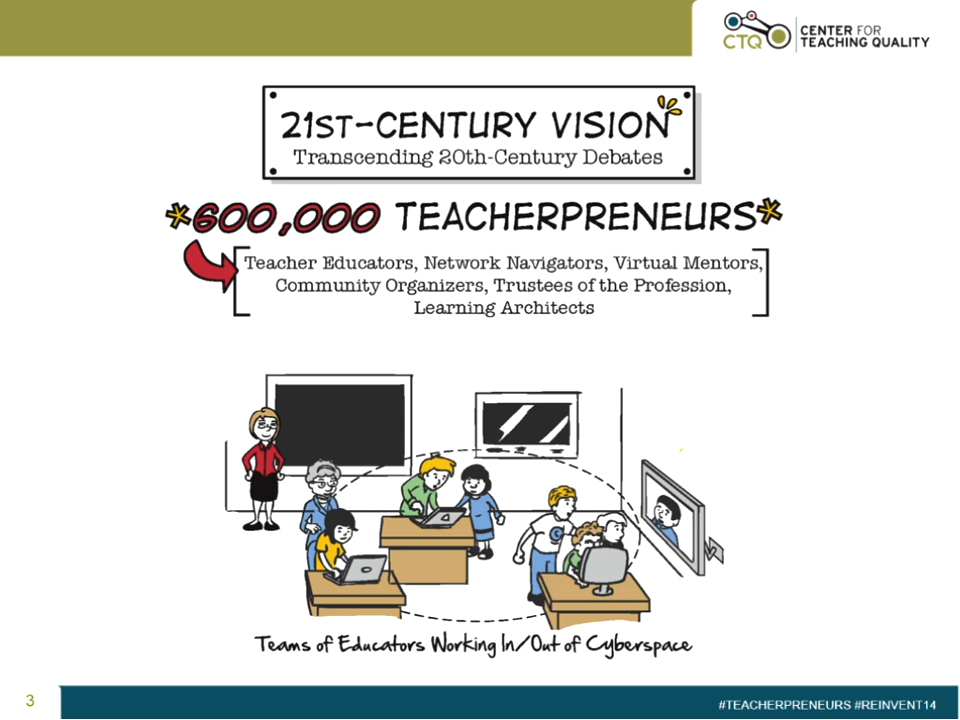 CTQ
CENTER FOR
TEACHING QUALITY
21ST-CENTURY VISION
Transcending 20th-Century Debates
*600,000 TEACHERPRENEURS*
Teacher Educators, Network Navigators, Virtual Mentors,
Community Organizers, Trustees of the Profession,
Learning Architects
Teams of Educators Working In/Out of Cyberspace
3
#TEACHERPRENEURS #REINVENT14